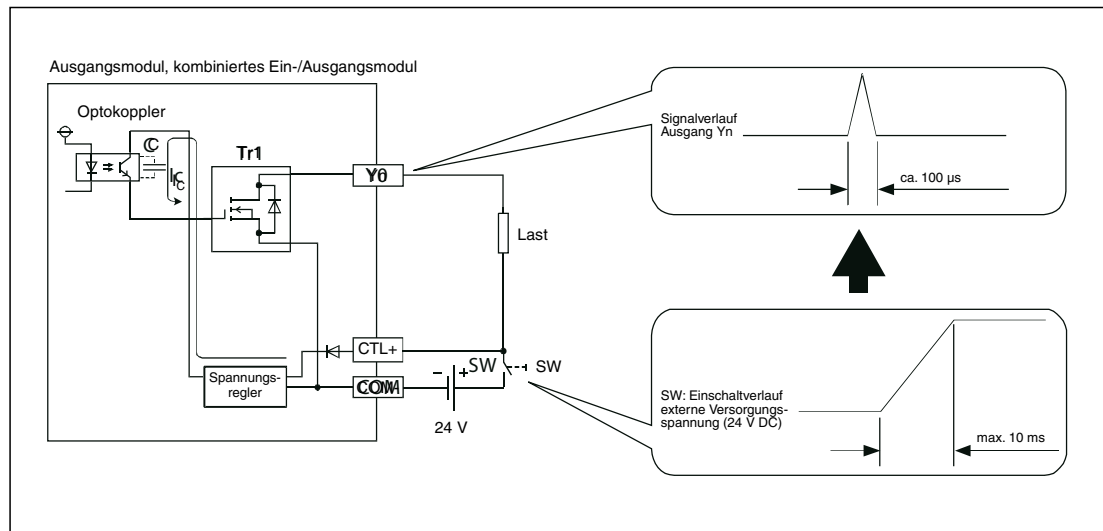 Ausgangsmodul, kombiniertes Ein-/Ausgangsmodul
Optokoppler
C
IC
Tr1
Y0
Last
CTL+
COM
Spannungs-
regler
24 V
− +
SW
SW
Signalverlauf
Ausgang Yn
ca. 100 µs
SW: Einschaltverlauf
externe Versorgungs-
spannung (24 V DC)
max. 10 ms